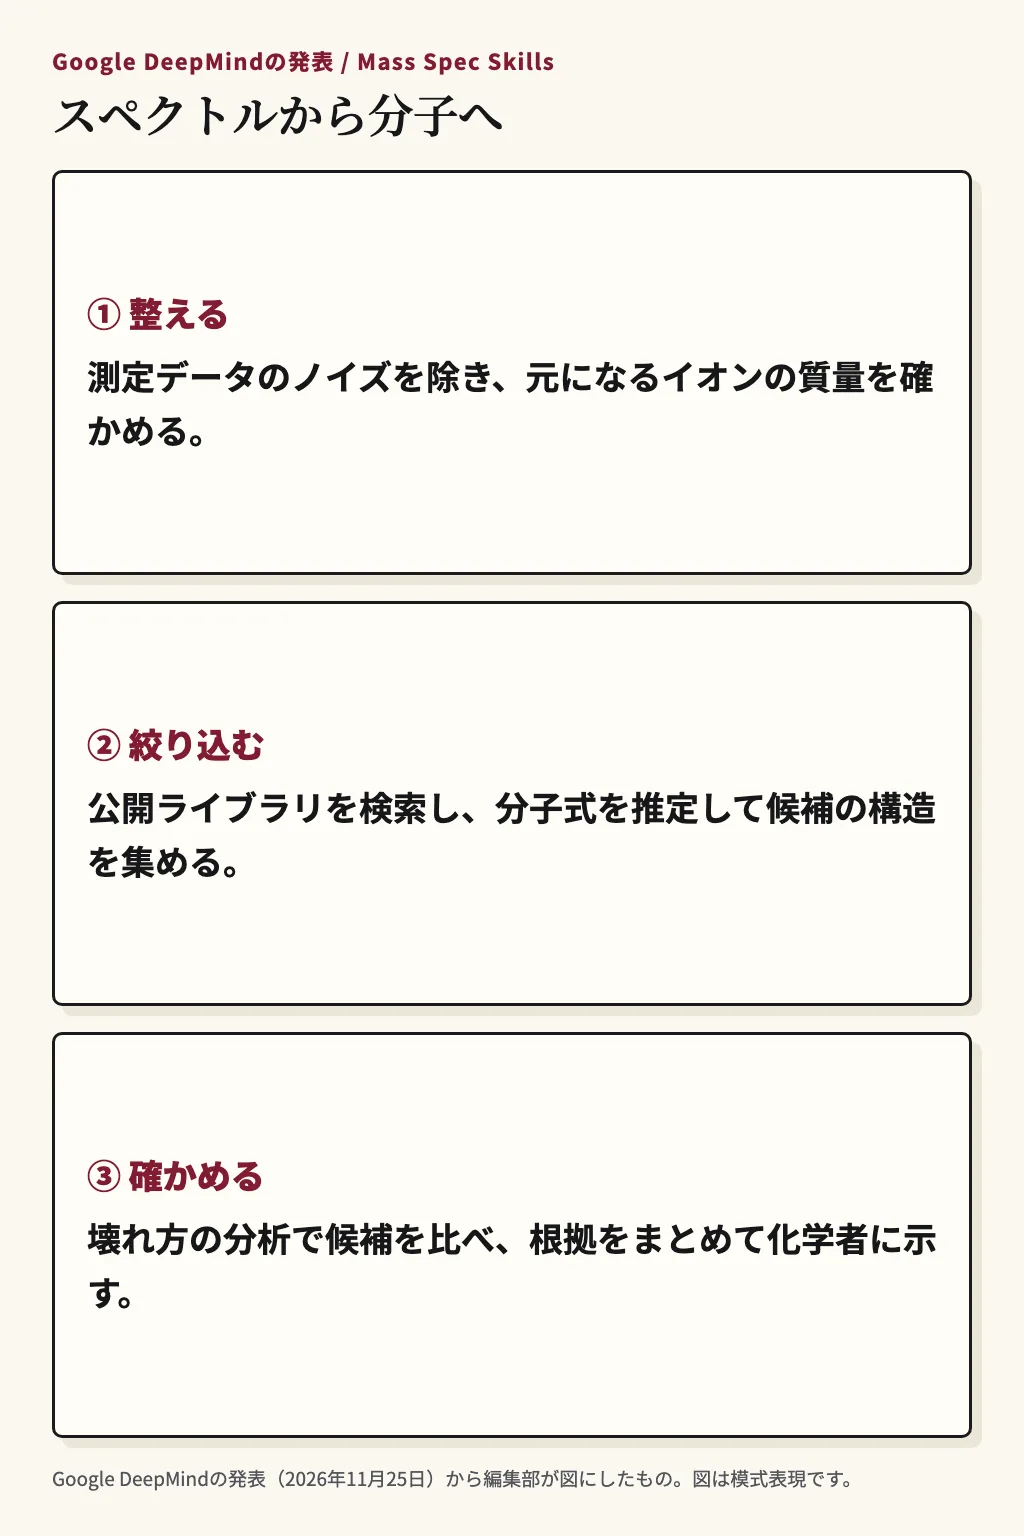 Google DeepMindの発表 / Mass Spec Skills
スペクトルから分子へ
① 整える
測定データのノイズを除き、元になるイオンの質量を確
かめる。
② 絞り込む
公開ライブラリを検索し、分子式を推定して候補の構造
を集める。
③ 確かめる
壊れ方の分析で候補を比べ、根拠をまとめて化学者に示
す。
Google DeepMindの発表（2026年11月25日）から編集部が図にしたもの。図は模式表現です。